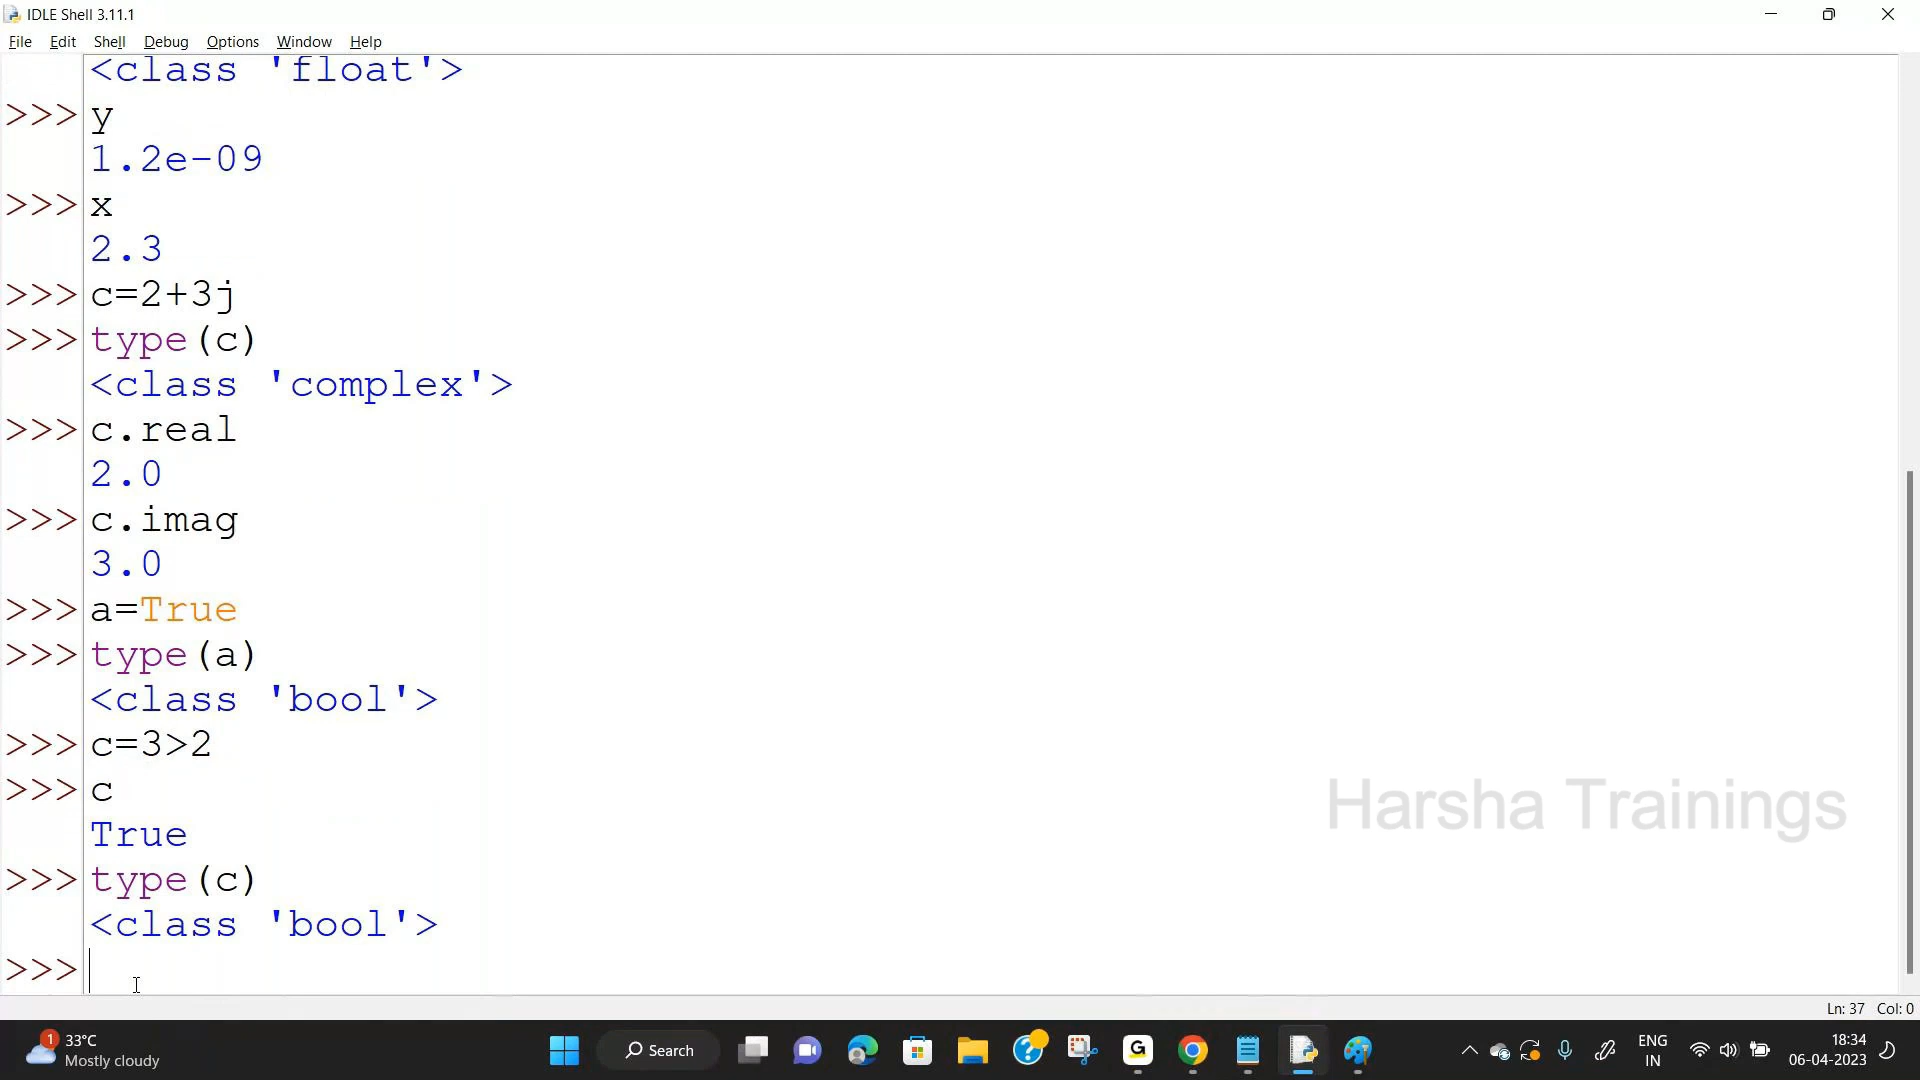 IDLE Shell 3.11.1
File Edit Shell Debug Options Window Help
<class 'float'>
>>> y
1.2e-09
>>> x
2.3
>>> c=2+3j
>>> type(c)
<class 'complex'>
>>> c.real
2.0
>>> c.imag
3.0
>>> a=True
>>> type(a)
<class 'bool'>
>>> c=3>2
>>> c
True
>>> type(c)
<class 'bool'>
>>>
Harsha Trainings
Ln: 37 Col: 0
1
33°C
Mostly cloudy
Search
G
ENG
IN
18:34
06-04-2023